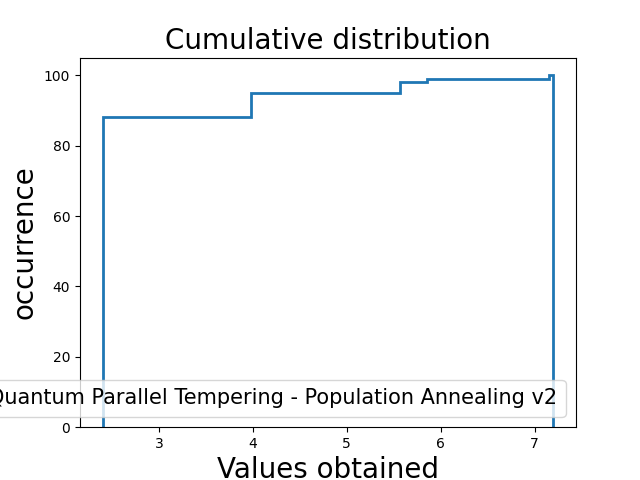 Cumulative distribution
occurrence
100
80
60
40
20
0
Quantum Parallel Tempering - Population Annealing v2
3 4 5 6 7
Values obtained